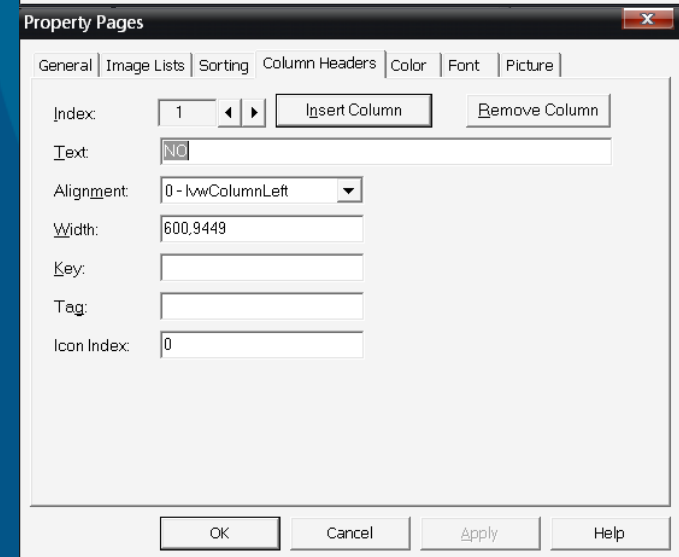 Property Pages
x
General Image Lists Sorting Column Headers Color Font Picture
Index: 1 Insert Column Remove Column
Text: NO
Alignment: 0 - lvwColumnLeft
Width: 600,9449
Key:
Tag:
Icon Index: 0
OK Cancel Apply Help